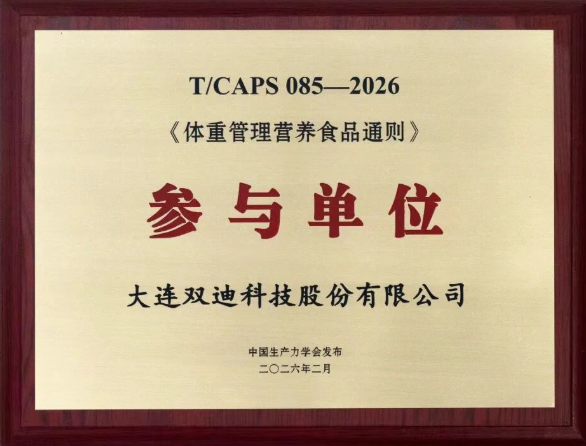 T/CAPS 085—2026
《体重管理营养食品通则》
参与单位
大连双迪科技股份有限公司
中国生产力学会发布
二〇二六年二月